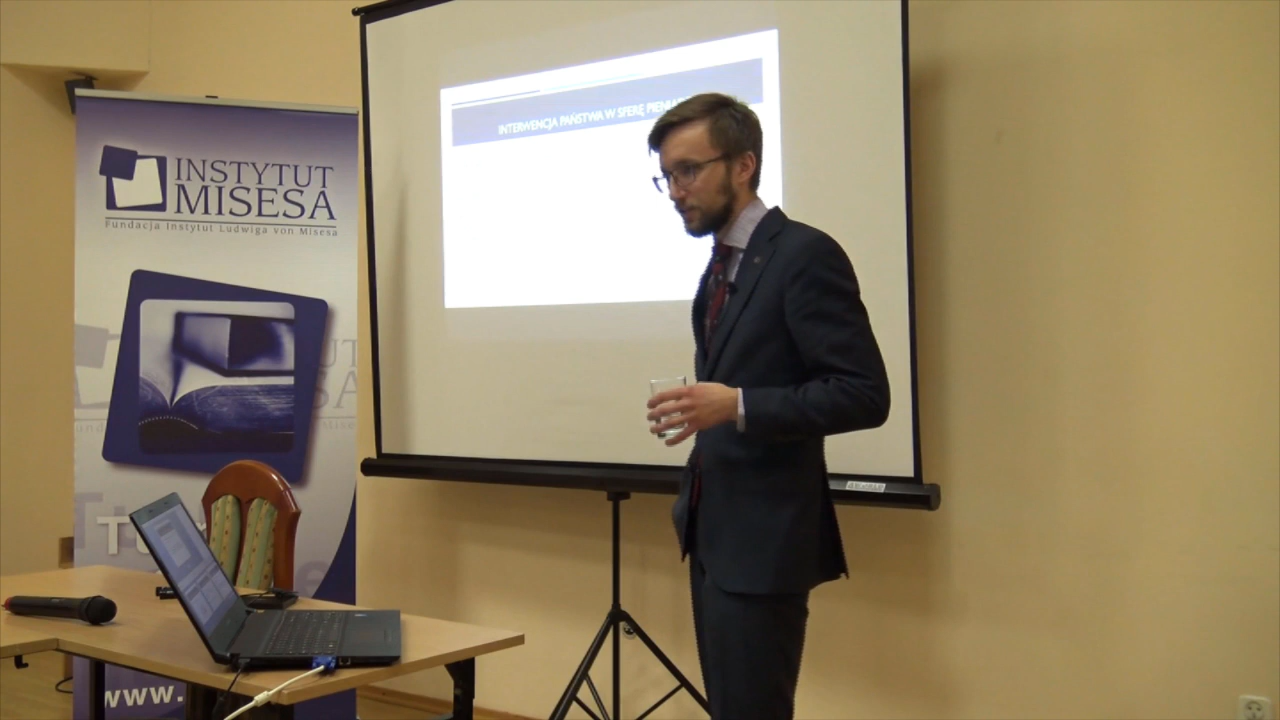 INSTYTUT
MISESA
Fundacja Instytut Ludwiga von Misesa
INTERWENCJA PAŃSTWA W SFERĘ
www.